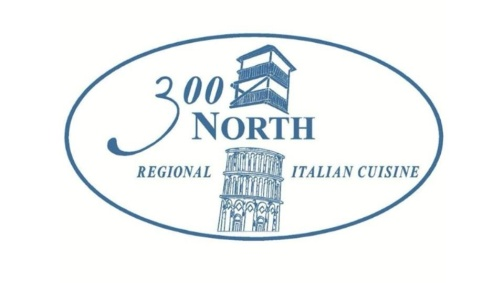 300
NORTH
REGIONAL ITALIAN CUISINE